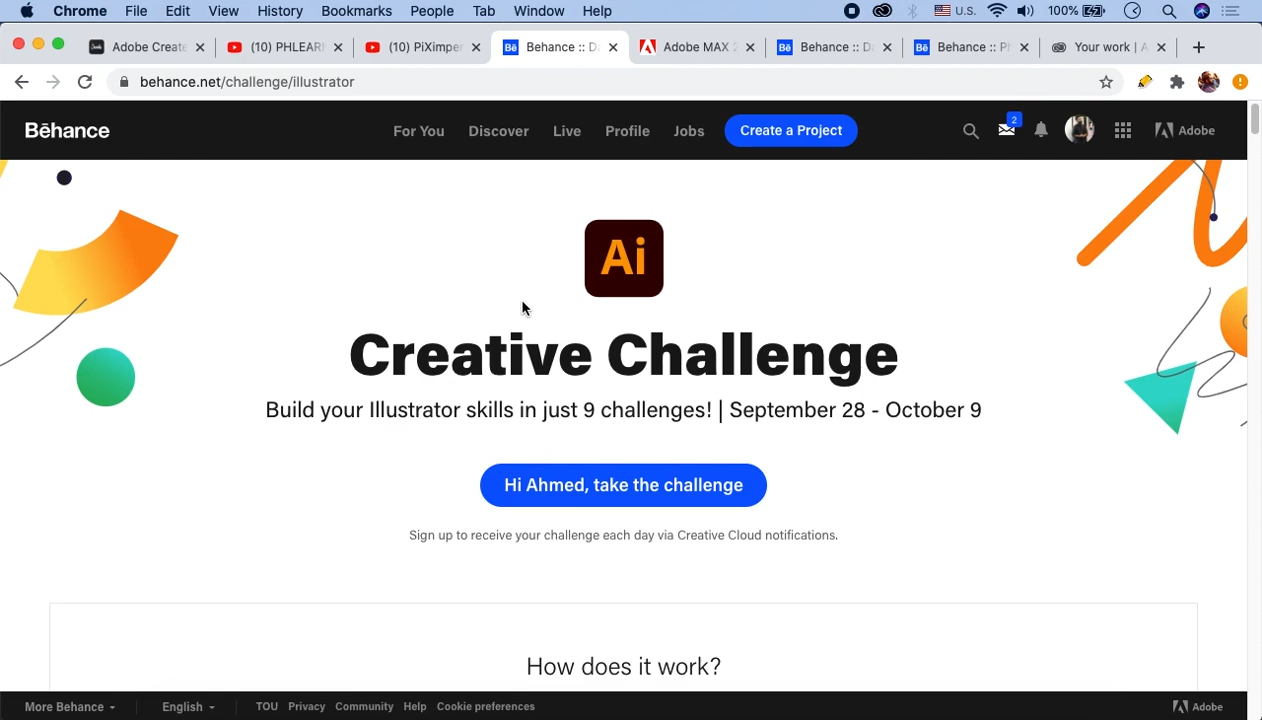 Chrome File Edit View History Bookmarks People Tab Window Help U.S. 100%
Adobe Create (10) PHLEARI (10) PiXimper Behance :: Da Adobe MAX 2 Behance :: Da Behance :: Ph Your work | A
behance.net/challenge/illustrator
Bēhance For You Discover Live Profile Jobs Create a Project 2 Adobe
Ai
Creative Challenge
Build your Illustrator skills in just 9 challenges! | September 28 - October 9
Hi Ahmed, take the challenge
Sign up to receive your challenge each day via Creative Cloud notifications.
How does it work?
More Behance English TOU Privacy Community Help Cookie preferences Adobe